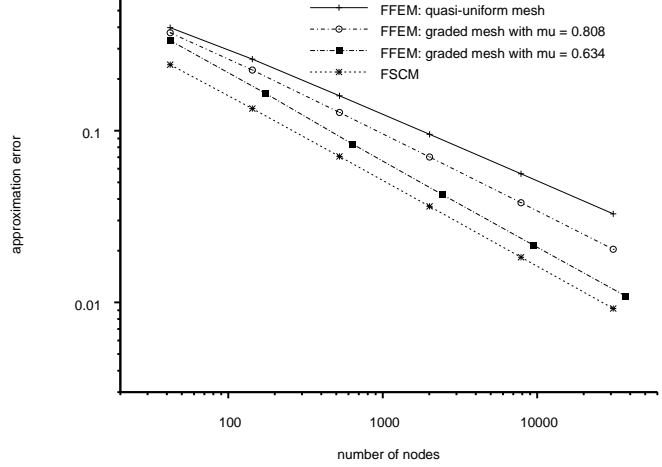 FFEM: quasi-uniform mesh
FFEM: graded mesh with mu = 0.808
FFEM: graded mesh with mu = 0.634
FSCM
0.1
approximation error
0.01
100 1000 10000
number of nodes